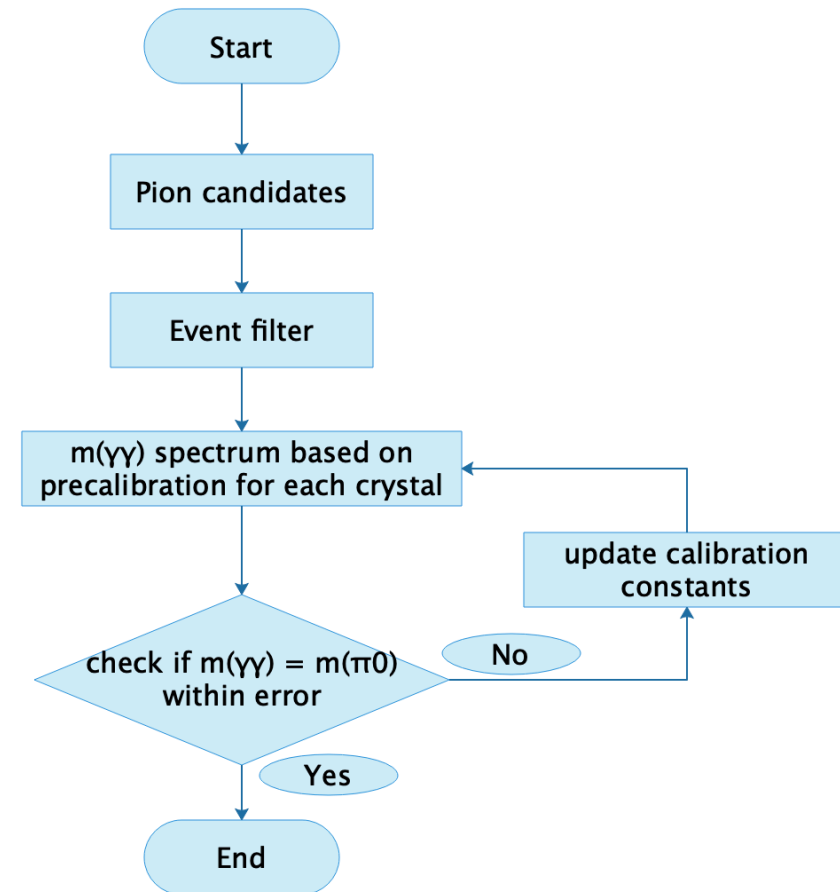 Start
Pion candidates
Event filter
m(γγ) spectrum based on
precalibration for each crystal
update calibration
constants
check if m(γγ) = m(π0)
within error
No
Yes
End